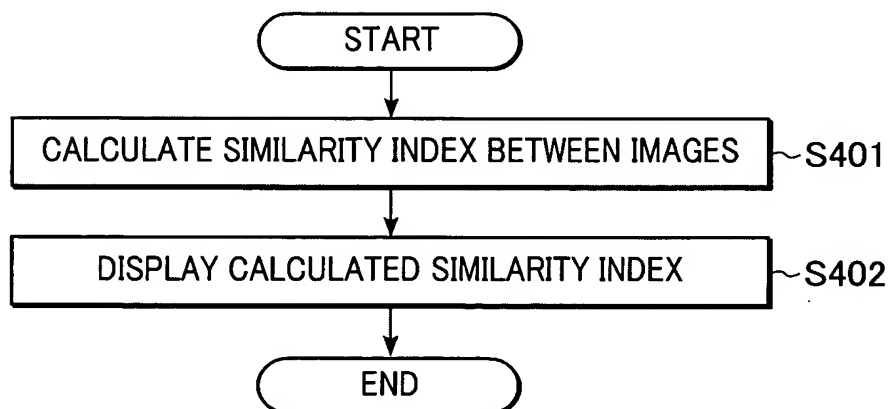 START
CALCULATE SIMILARITY INDEX BETWEEN IMAGES ~S401
DISPLAY CALCULATED SIMILARITY INDEX ~S402
END